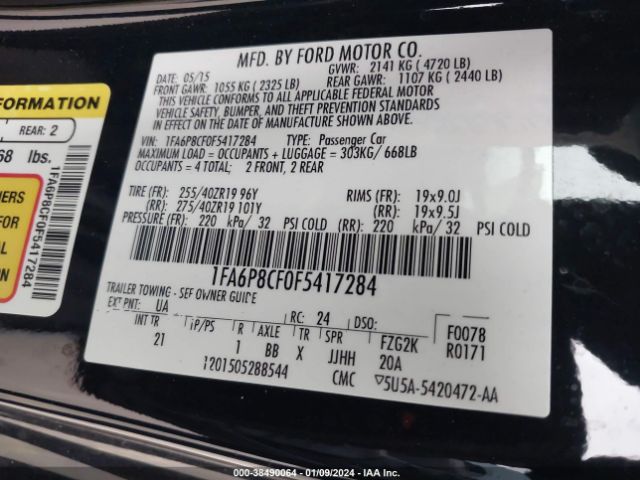 MFD. BY FORD MOTOR CO.
05/15 GVWR: 2141 KG ( 4720 LB)
FRONT GAWR: 1055 KG ( 2325 LB) REAR GAWR: 1107 KG ( 2440 LB)
THIS VEHICLE CONFORMS TO ALL APPLICABLE FEDERAL MOTOR
VEHICLE SAFETY, BUMPER, AND THEFT PREVENTION STANDARDS
IN EFFECT ON THE DATE OF MANUFACTURE SHOWN ABOVE.
VIN: 1FA6P8CF0F5417284 TYPE: Passenger Car
MAXIMUM LOAD = OCCUPANTS + LUGGAGE = 303KG/ 668LB
OCCUPANTS = 4 TOTAL; 2 FRONT, 2 REAR
TIRE (FR): 255/40ZR19 96Y RIMS (FR): 19x9.0J
(RR): 275/40ZR19 101Y (RR): 19x9.5J
PRESSURE (FR): 220 kPa/ 32 PSI COLD (RR): 220 kPa/ 32 PSI COLD
1FA6P8CF0F5417284
TRAILER TOWING - SEE OWNER GUIDE
EXT PNT: UA RC: 24 DSO: F0078
INT TR TP/PS R AXLE TR SPR FZG2K R0171
21 1 BB X JJHH 20A
T201505288544 CMC 5U5A-5420472-AA
FORMATION
REAR: 2
68 lbs.
1FA6P8CF0F5417284
000-38490064 - 01/09/2024 - IAA Inc.